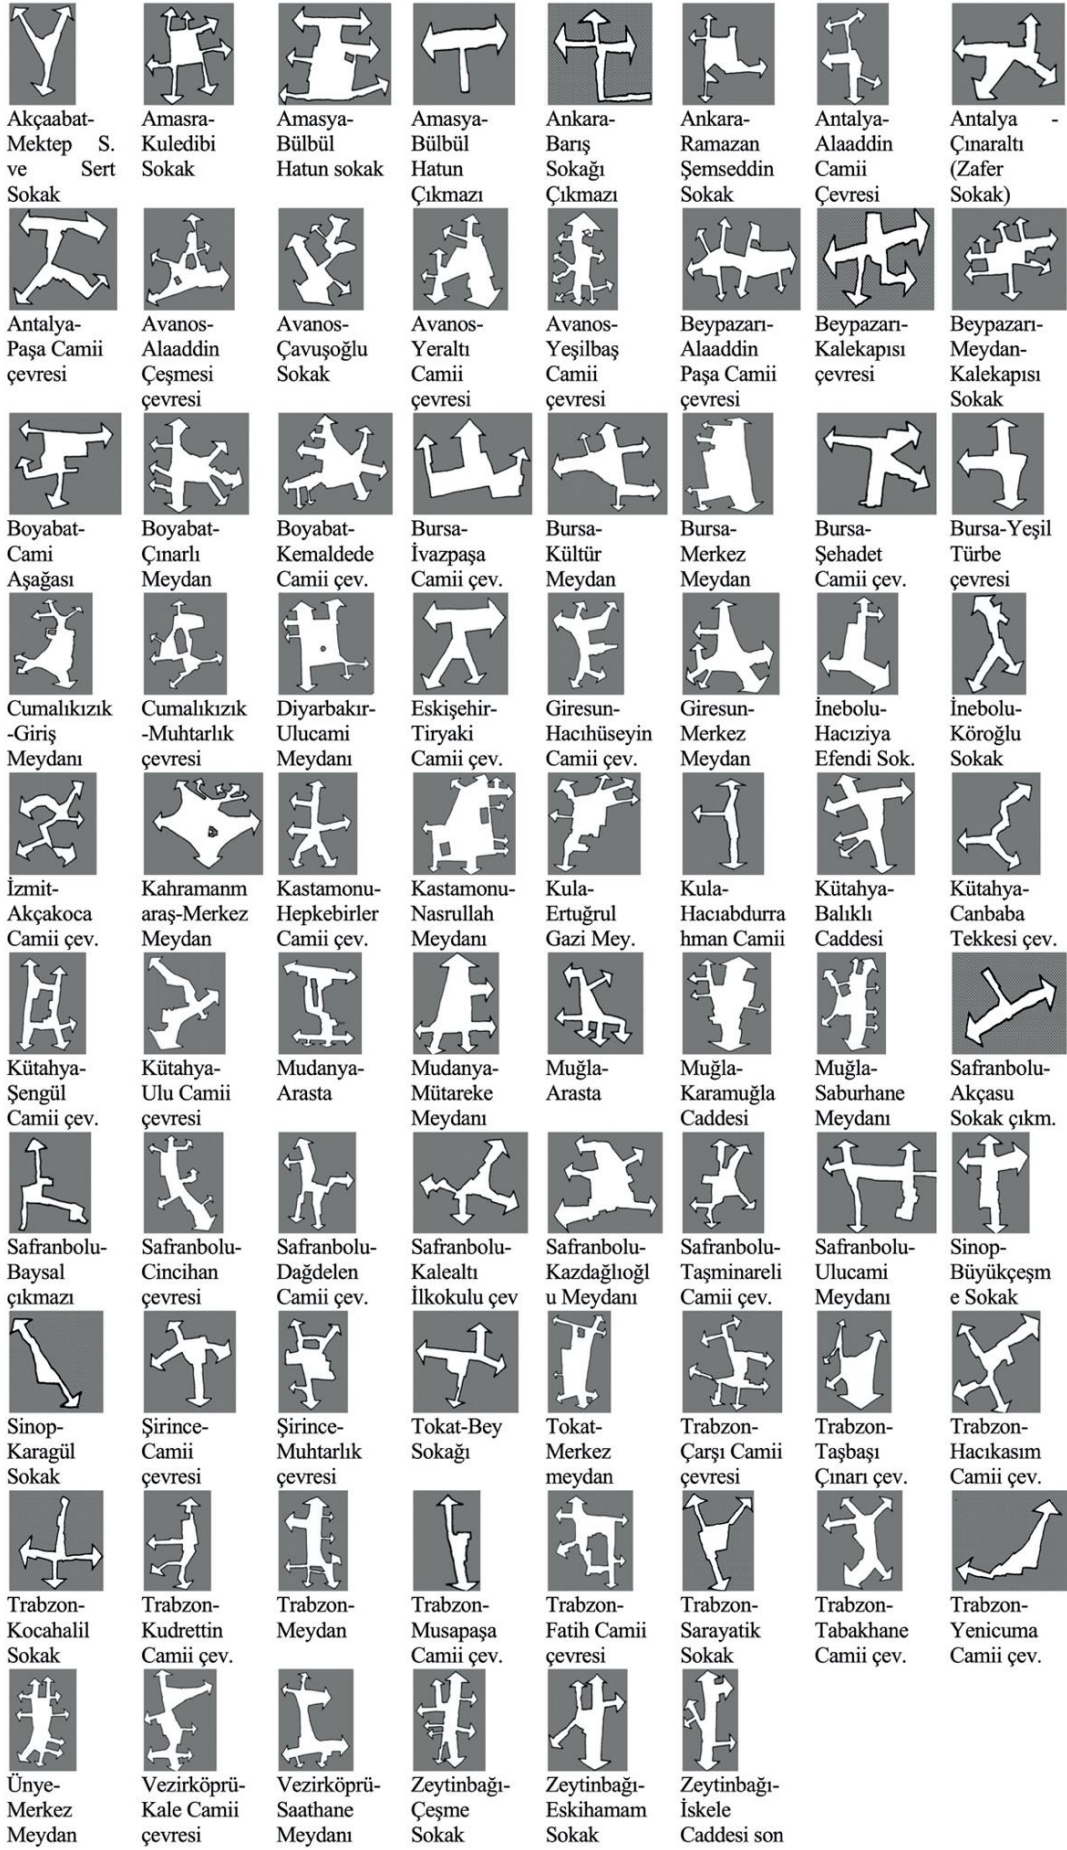 Akçaabat-
Mektep S.
ve Sert
Sokak
Amasra-
Kuledibi
Sokak
Amasya-
Bülbül
Hatun sokak
Amasya-
Bülbül
Hatun
Çıkmazı
Ankara-
Barış
Sokağı
Çıkmazı
Ankara-
Ramazan
Şemseddin
Sokak
Antalya-
Alaaddin
Camii
Çevresi
Antalya -
Çınaraltı
(Zafer
Sokak)
Antalya-
Paşa Camii
çevresi
Avanos-
Alaaddin
Çeşmesi
çevresi
Avanos-
Çavuşoğlu
Sokak
Avanos-
Yeraltı
Camii
çevresi
Avanos-
Yeşilbaş
Camii
çevresi
Beypazarı-
Alaaddin
Paşa Camii
çevresi
Beypazarı-
Kalekapısı
çevresi
Beypazarı-
Meydan-
Kalekapısı
Sokak
Boyabat-
Cami
Aşağası
Boyabat-
Çınarlı
Meydan
Boyabat-
Kemaldede
Camii çev.
Bursa-
İvazpaşa
Camii çev.
Bursa-
Kültür
Meydan
Bursa-
Merkez
Meydan
Bursa-
Şehadet
Camii çev.
Bursa-Yeşil
Türbe
çevresi
Cumalıkızık
-Giriş
Meydanı
Cumalıkızık
-Muhtarlık
çevresi
Diyarbakır-
Ulucami
Meydanı
Eskişehir-
Tiryaki
Camii çev.
Giresun-
Hacıhüseyin
Camii çev.
Giresun-
Merkez
Meydan
İnebolu-
Hacıziya
Efendi Sok.
İnebolu-
Köroğlu
Sokak
İzmit-
Akçakoca
Camii çev.
Kahramanm
araş-Merkez
Meydan
Kastamonu-
Hepkebirler
Camii çev.
Kastamonu-
Nasrullah
Meydanı
Kula-
Ertuğrul
Gazi Mey.
Kula-
Hacıabdurra
hman Camii
Kütahya-
Balıklı
Caddesi
Kütahya-
Canbaba
Tekkesi çev.
Kütahya-
Şengül
Camii çev.
Kütahya-
Ulu Camii
çevresi
Mudanya-
Arasta
Mudanya-
Mütareke
Meydanı
Muğla-
Arasta
Muğla-
Karamuğla
Caddesi
Muğla-
Saburhane
Meydanı
Safranbolu-
Akçasu
Sokak çıkm.
Safranbolu-
Baysal
çıkmazı
Safranbolu-
Cincihan
çevresi
Safranbolu-
Dağdelen
Camii çev.
Safranbolu-
Kalealtı
İlkokulu çev
Safranbolu-
Kazdağlıoğl
u Meydanı
Safranbolu-
Taşminareli
Camii çev.
Safranbolu-
Ulucami
Meydanı
Sinop-
Büyükçeşm
e Sokak
Sinop-
Karagül
Sokak
Şirince-
Camii
çevresi
Şirince-
Muhtarlık
çevresi
Tokat-Bey
Sokağı
Tokat-
Merkez
meydan
Trabzon-
Çarşı Camii
çevresi
Trabzon-
Taşbaşı
Çınarı çev.
Trabzon-
Hacıkasım
Camii çev.
Trabzon-
Kocahalil
Sokak
Trabzon-
Kudrettin
Camii çev.
Trabzon-
Meydan
Trabzon-
Musapaşa
Camii çev.
Trabzon-
Fatih Camii
çevresi
Trabzon-
Sarayatik
Sokak
Trabzon-
Tabakhane
Camii çev.
Trabzon-
Yenicuma
Camii çev.
Ünye-
Merkez
Meydan
Vezirköprü-
Kale Camii
çevresi
Vezirköprü-
Saathane
Meydanı
Zeytinbağı-
Çeşme
Sokak
Zeytinbağı-
Eskihamam
Sokak
Zeytinbağı-
İskele
Caddesi son